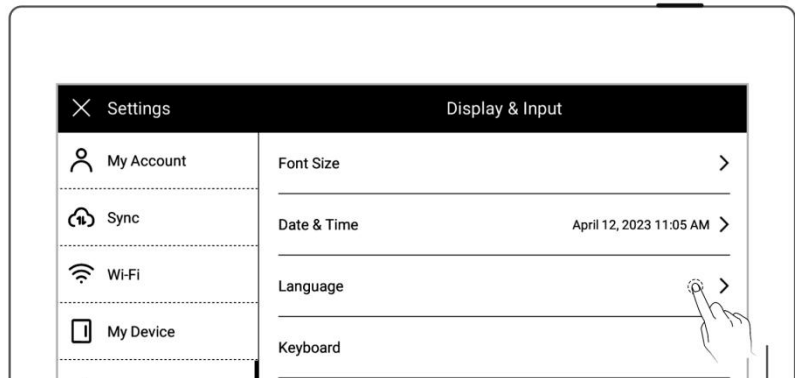 Settings
Display & Input
My Account
Sync
Wi-Fi
My Device
Font Size
Date & Time April 12, 2023 11:05 AM
Language
Keyboard